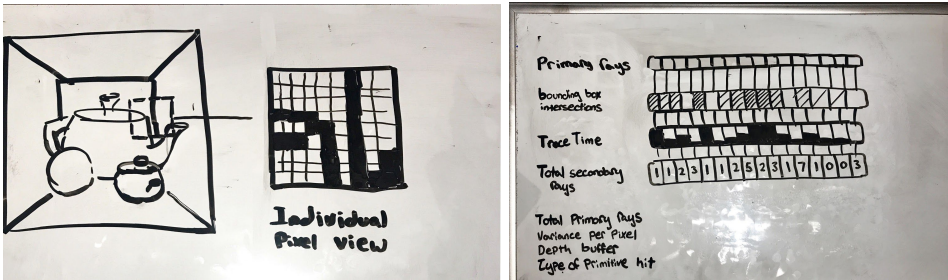 Individual
Pixel view
Primary rays
bounding box
intersections
Trace Time
Total secondary
rays
1 1 2 3 1 1 2 5 2 3 1 7 1 0 0 3
Total Primary rays
Variance per Pixel
Depth buffer
Type of Primitive hit